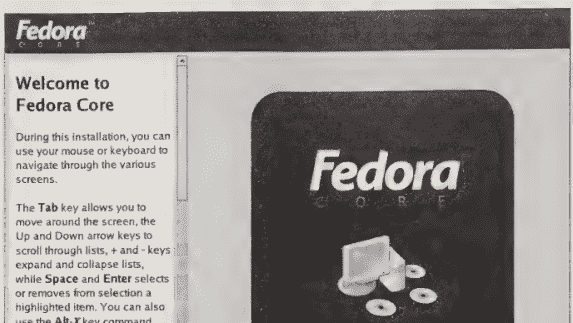 Fedora™
CORE
Welcome to
Fedora Core
During this installation, you can
use your mouse or keyboard to
navigate through the various
screens.
The Tab key allows you to
move around the screen, the
Up and Down arrow keys to
scroll through lists, + and - keys
expand and collapse lists,
while Space and Enter selects
or removes from selection a
highlighted item. You can also
use the Alt-X key command
Fedora
CORE